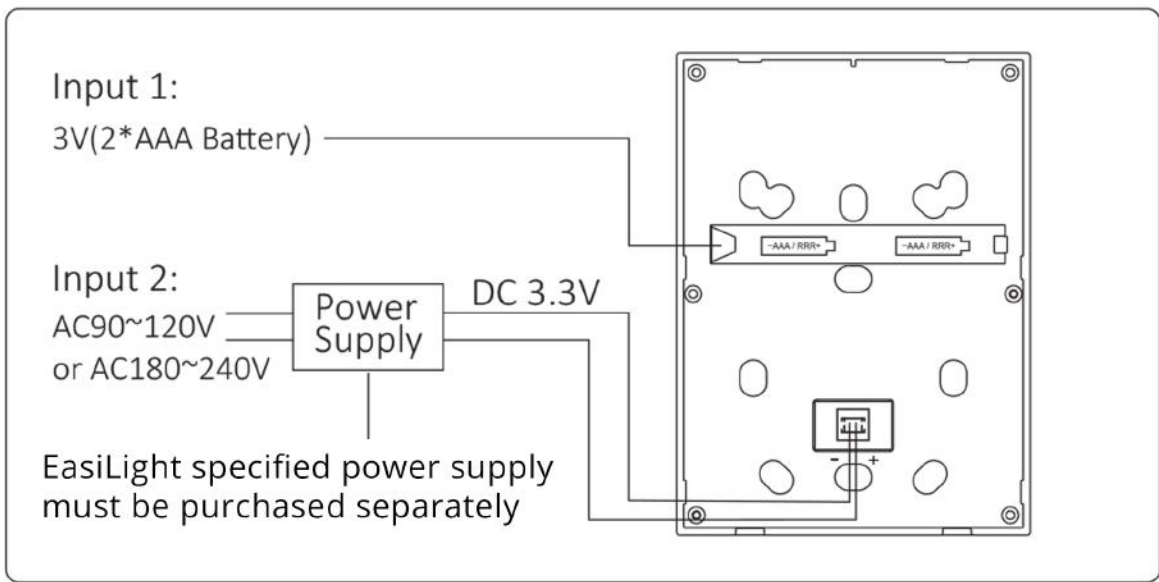 Input 1:
3V(2*AAA Battery)
-AAA / RRR+
-AAA / RRR+
Input 2:
AC90~120V
or AC180~240V
Power
Supply
DC 3.3V
- +
EasiLight specified power supply
must be purchased separately